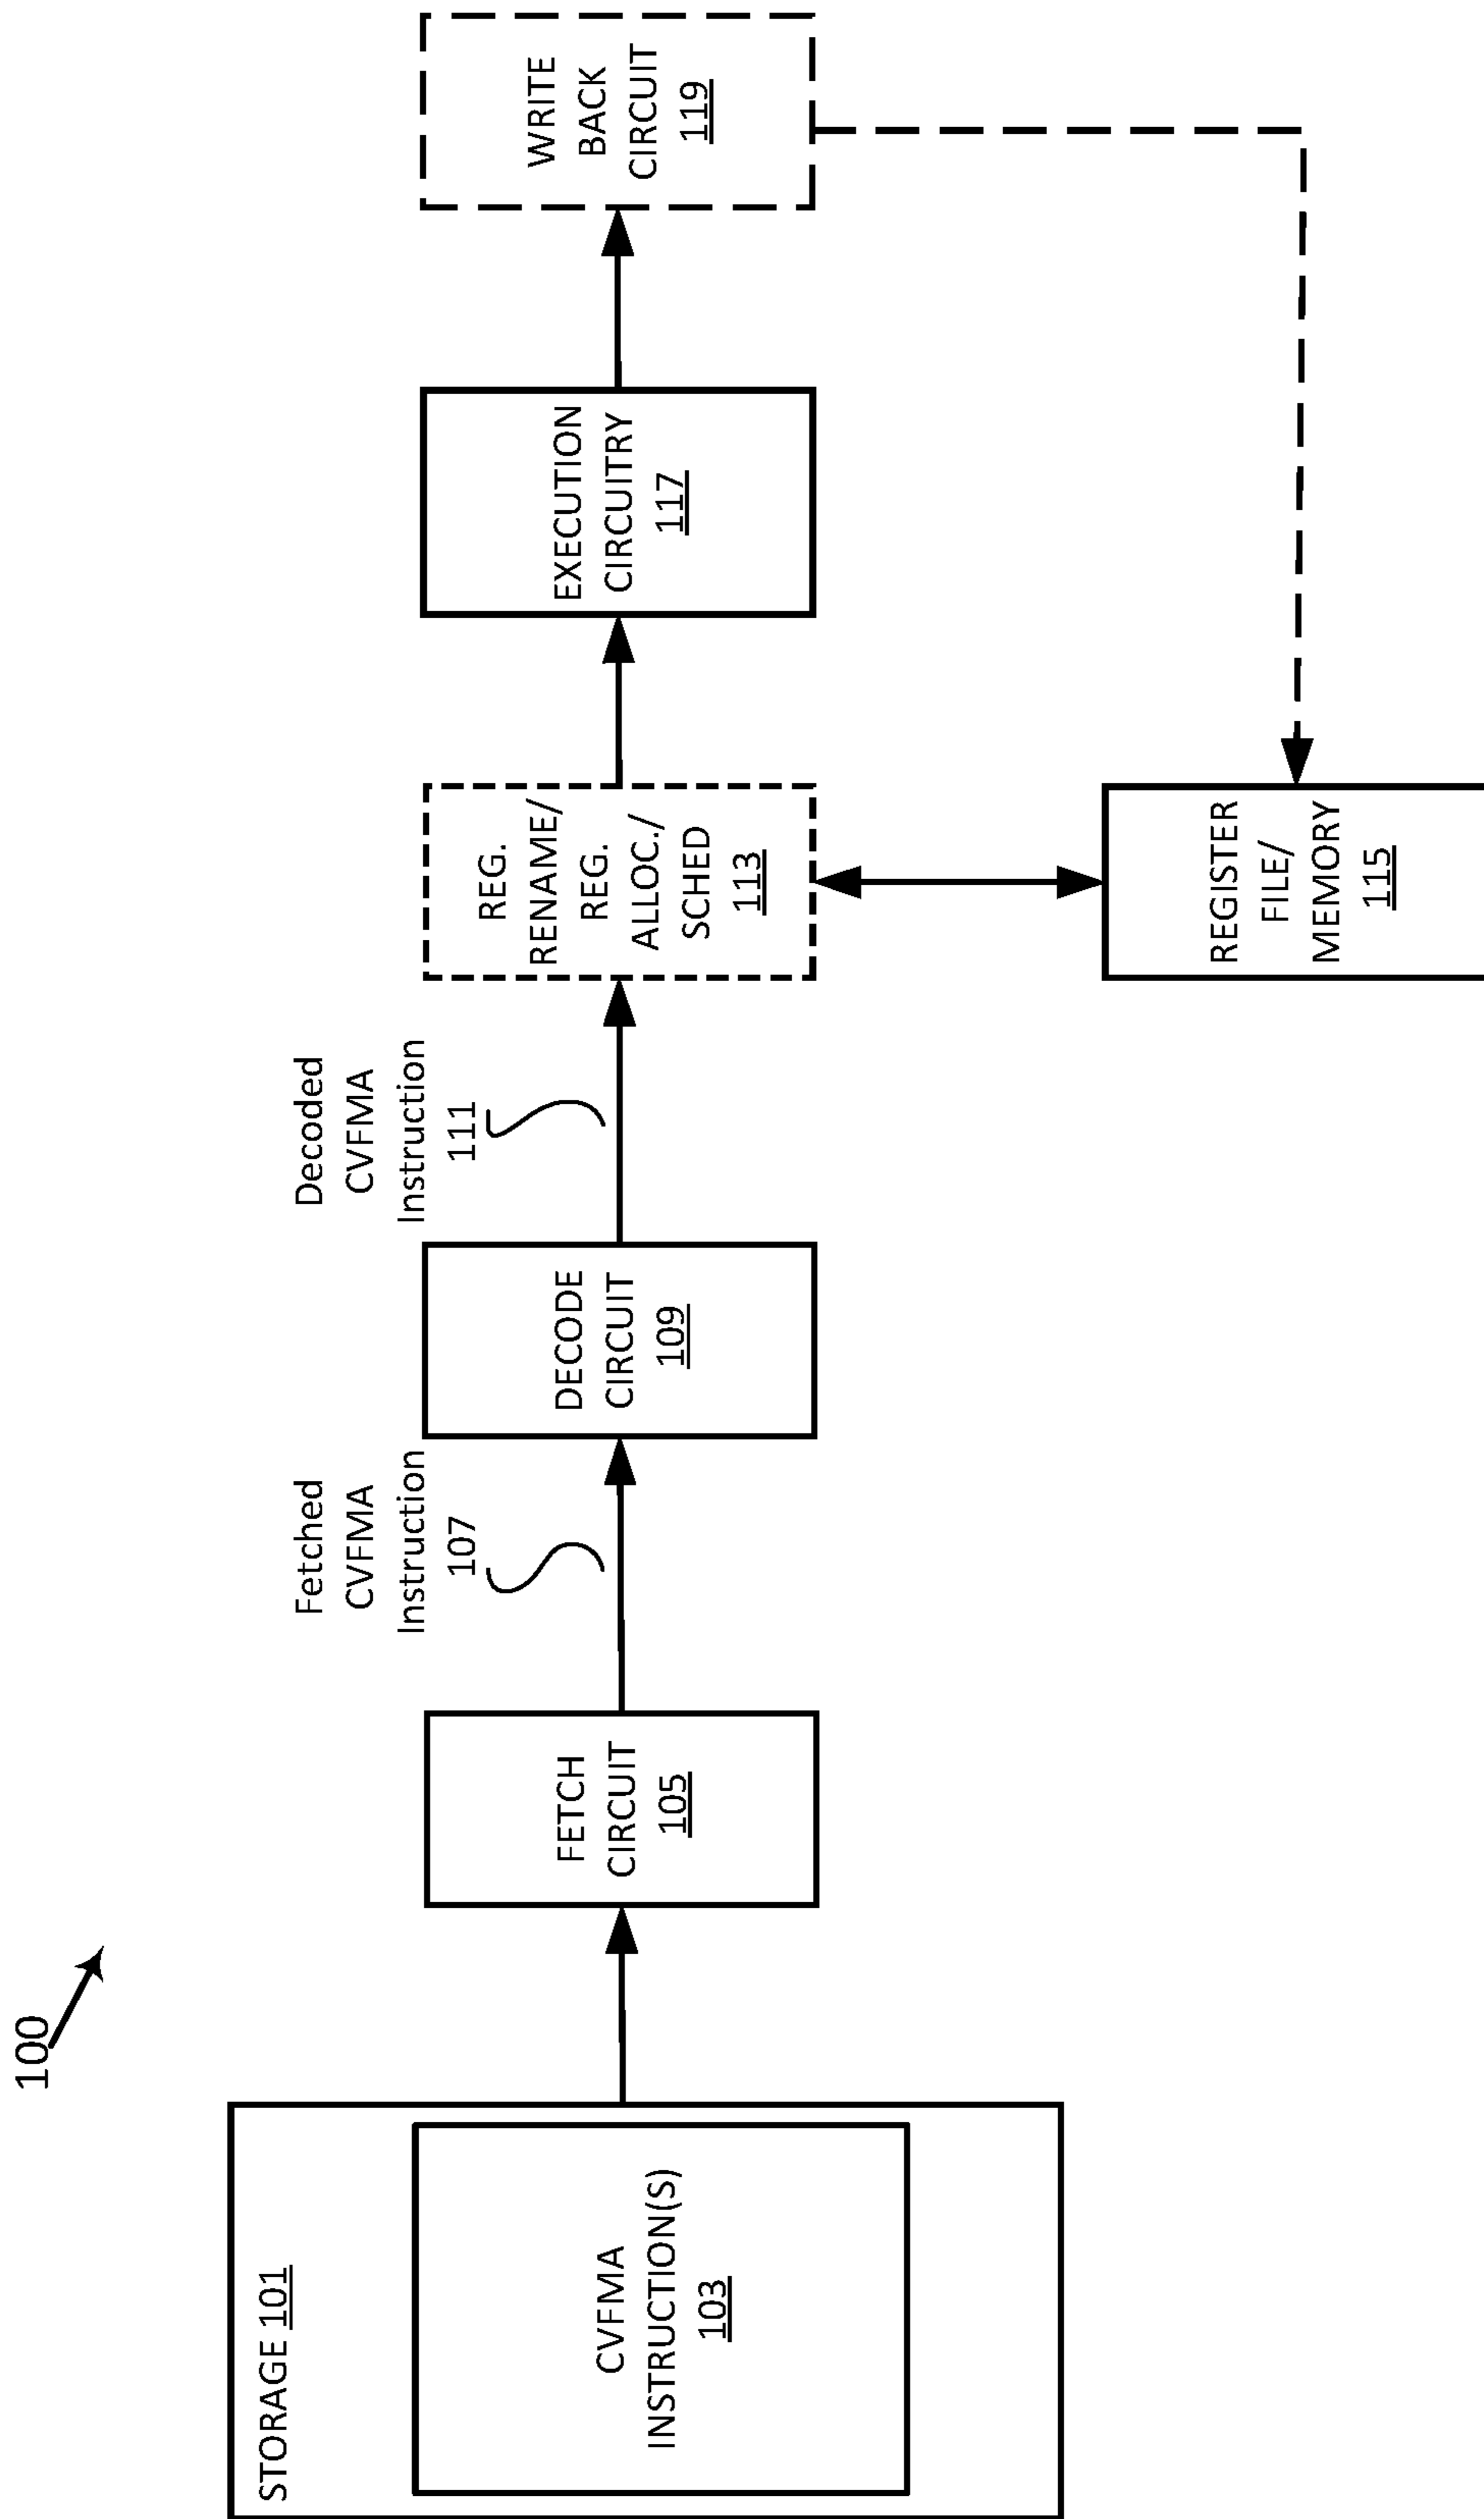 100
STORAGE 101
CVFMA
INSTRUCTION(S)
103
FETCH
CIRCUIT
105
Fetched
CVFMA
Instruction
107
DECODE
CIRCUIT
109
Decoded
CVFMA
Instruction
111
REG.
RENAME/
REG.
ALLOC./
SCHED
113
REGISTER
FILE/
MEMORY
115
EXECUTION
CIRCUITRY
117
WRITE
BACK
CIRCUIT
119